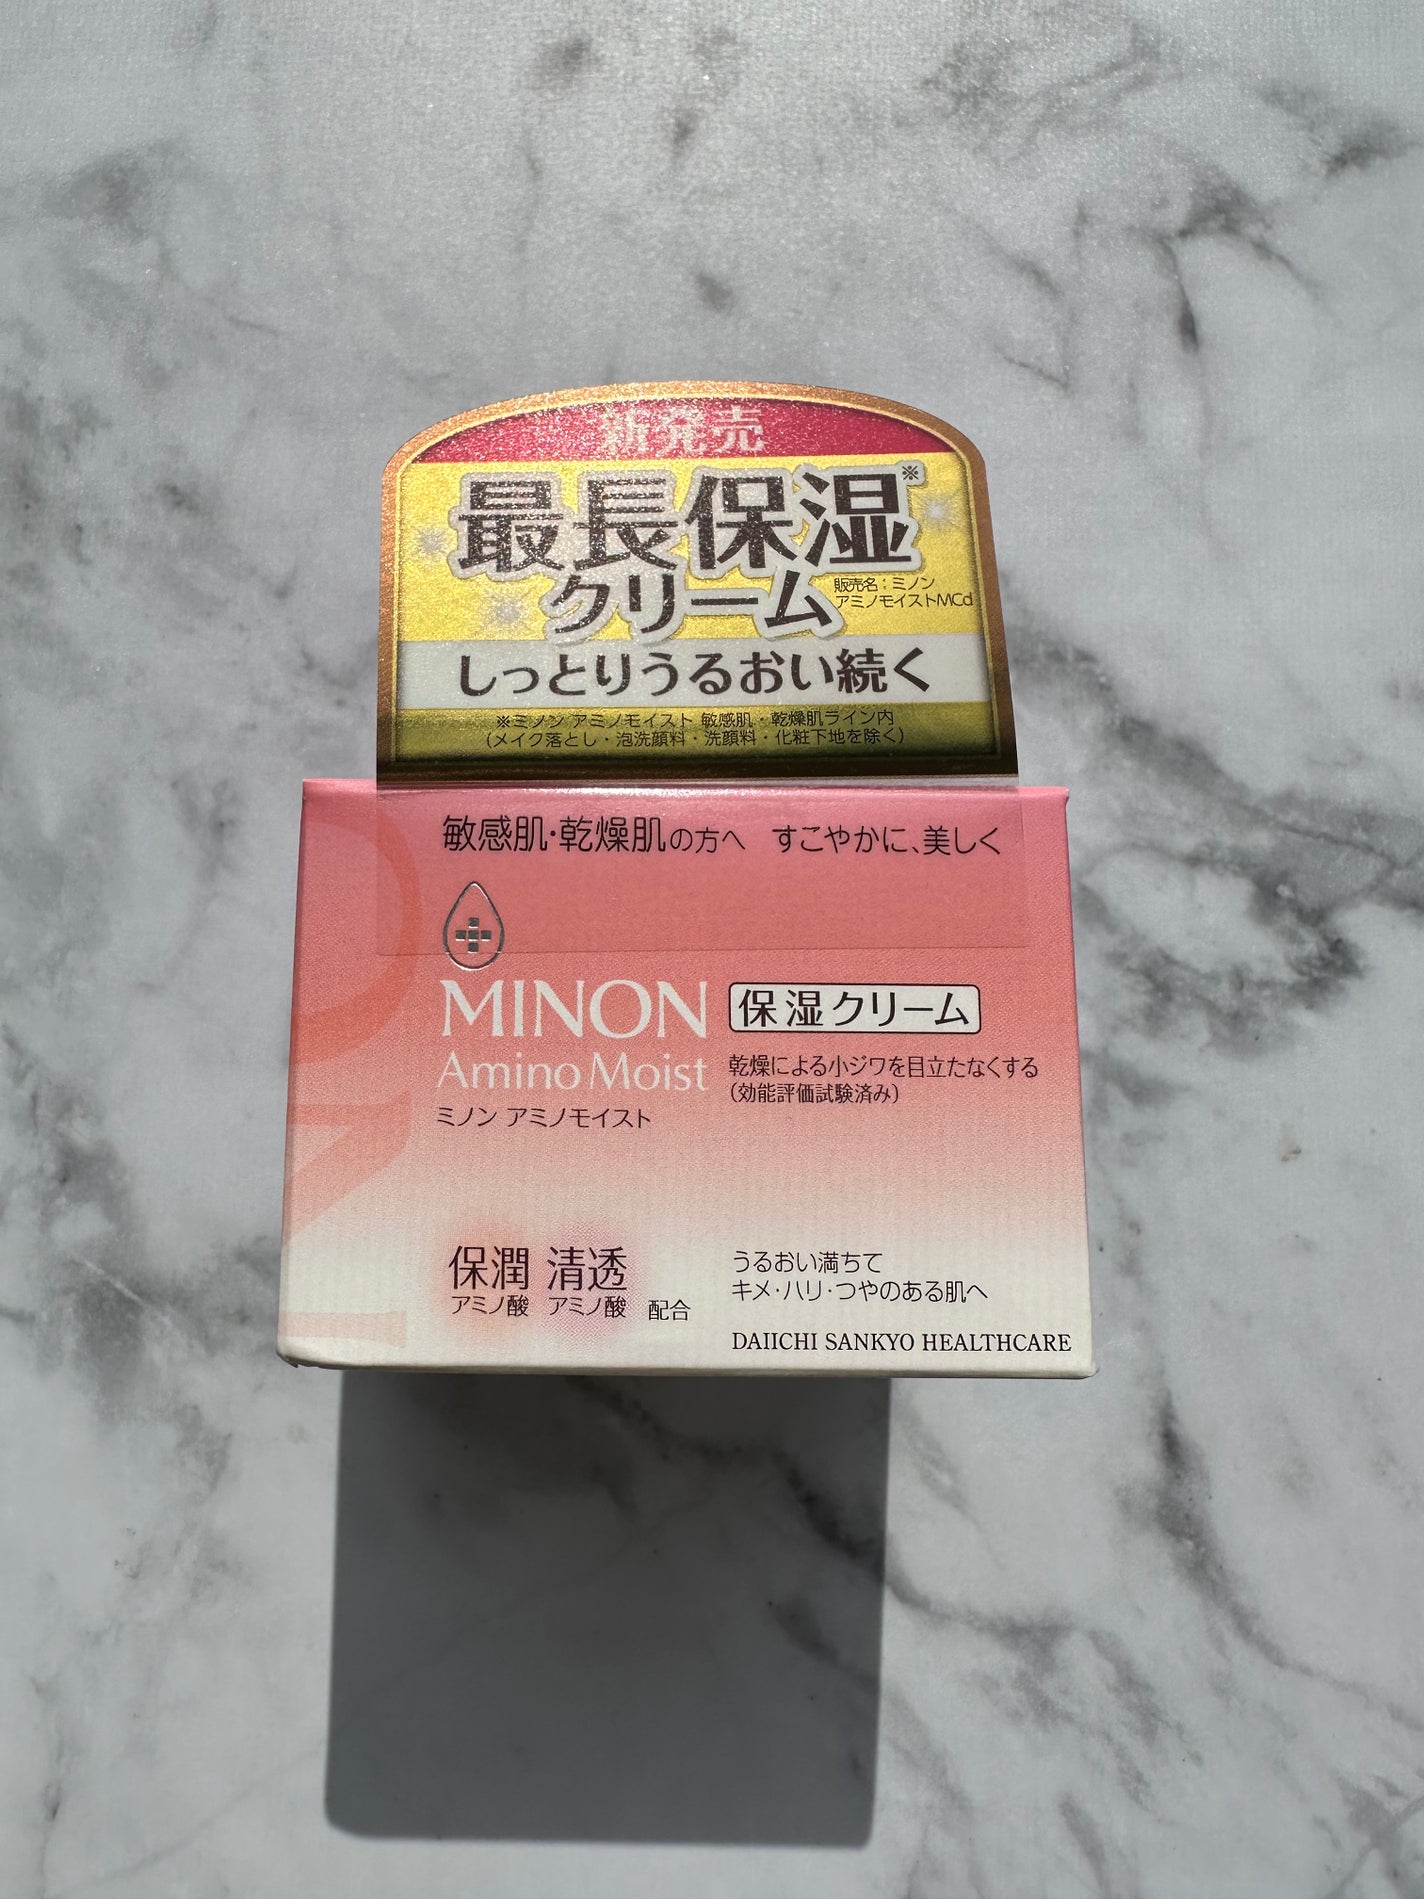 新発売
最長保湿※
クリーム
販売名：ミノン
アミノモイストMCd
しっとりうるおい続く
※ミノン アミノモイスト 敏感肌・乾燥肌ライン内
（メイク落とし・泡洗顔料・洗顔料・化粧下地を除く）
敏感肌・乾燥肌の方へ すこやかに、美しく
MINON
Amino Moist
ミノン アミノモイスト
保湿クリーム
乾燥による小ジワを目立たなくする
（効能評価試験済み）
保潤 清透
アミノ酸 アミノ酸 配合
うるおい満ちて
キメ・ハリ・つやのある肌へ
DAIICHI SANKYO HEALTHCARE